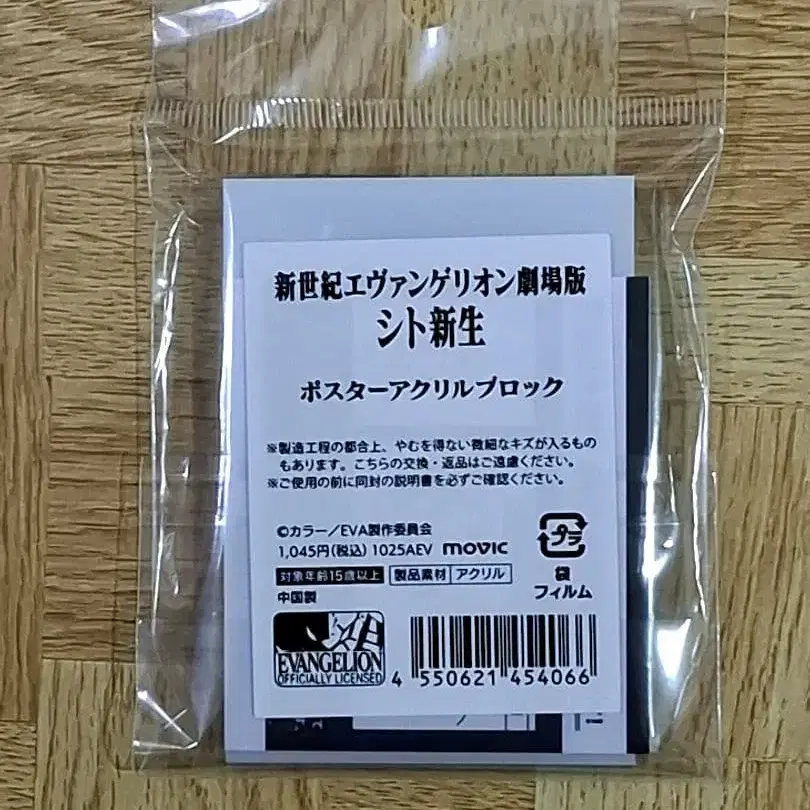 新世紀エヴァンゲリオン劇場版
シト新生
ポスターアクリルブロック
※製造工程の都合上、やむを得ない微細なキズが入るもの
もあります。こちらの交換・返品はご遠慮ください。
※ご使用の前に同封の説明書を必ずご確認ください。
©カラー/EVA製作委員会
1,045円(税込) 1025AEV movic
対象年齢15歳以上 製品素材 アクリル
中国製
プラ
袋
フィルム
EVANGELION
OFFICIALLY LICENSED
4 550621 454066